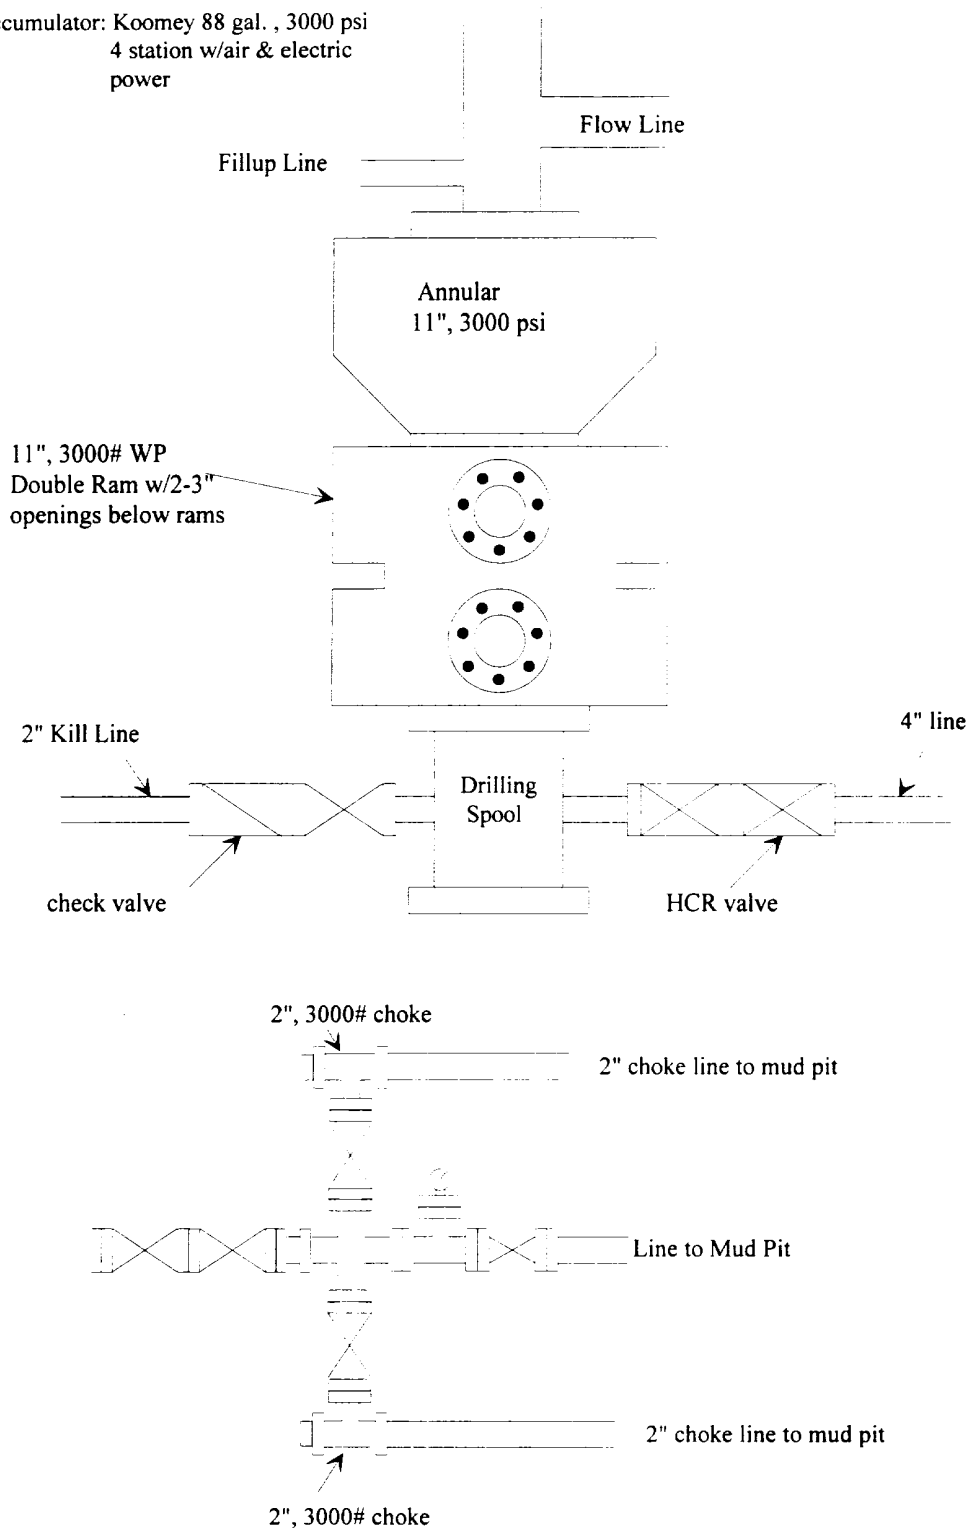 cumulator: Koomey 88 gal. , 3000 psi
4 station w/air & electric
power
Flow Line
Fillup Line
Annular
11", 3000 psi
11", 3000# WP
Double Ram w/2-3"
openings below rams
2" Kill Line
4" line
Drilling
Spool
check valve
HCR valve
2", 3000# choke
2" choke line to mud pit
Line to Mud Pit
2" choke line to mud pit
2", 3000# choke